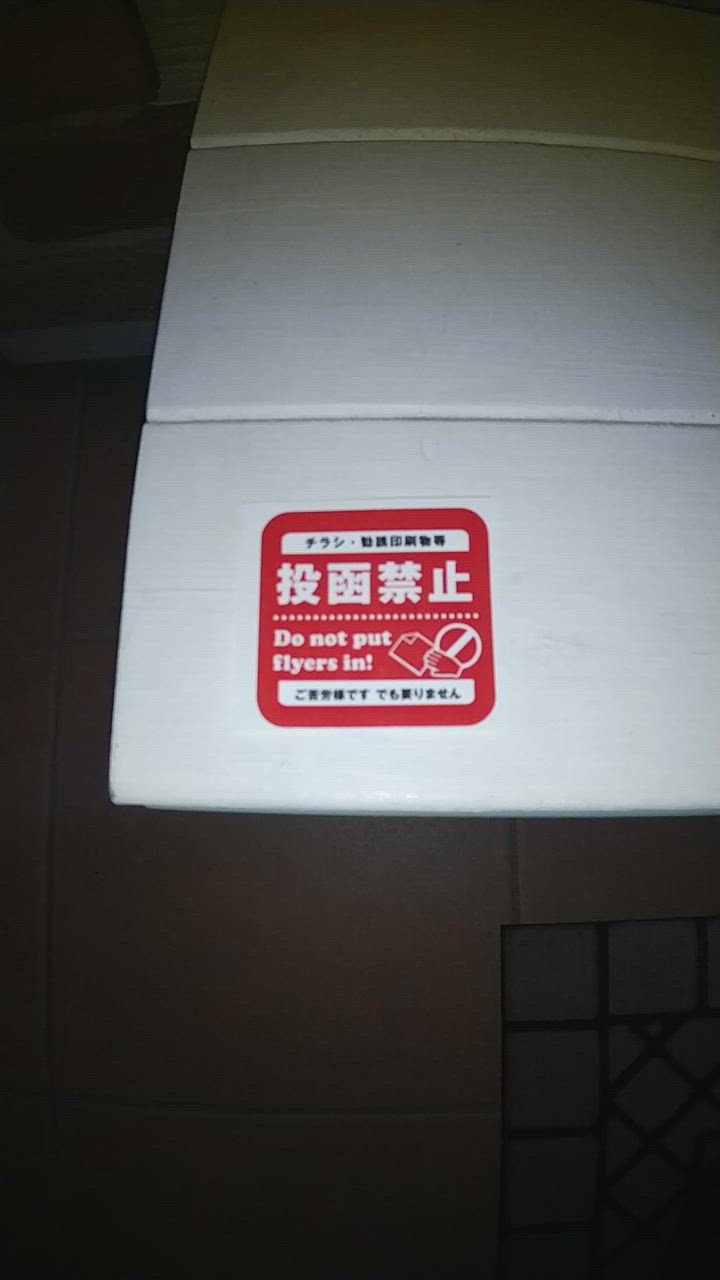 チラシ・勧誘印刷物等
投函禁止
Do not put
flyers in!
ご苦労様です でも要りません